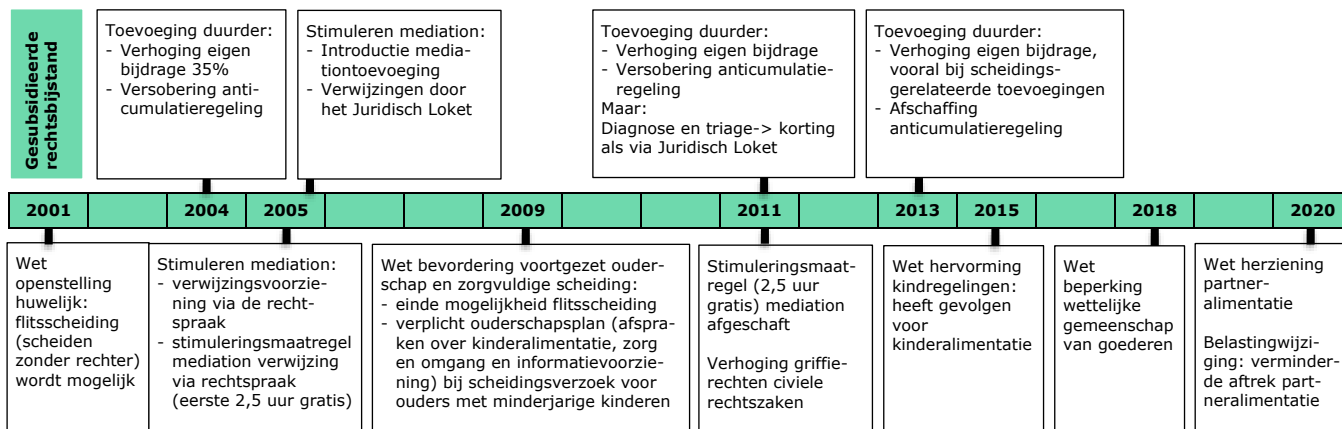 Gesubsidieerde
rechtsbijstand
Toevoeging duurder:
- Verhoging eigen
bijdrage 35%
- Versobering anti-
cumulatieregeling
Stimuleren mediation:
- Introductie media-
tiontoevoeging
- Verwijzingen door
het Juridisch Loket
Toevoeging duurder:
- Verhoging eigen bijdrage
- Versobering anticumulatie-
regeling
Maar:
Diagnose en triage-> korting
als via Juridisch Loket
Toevoeging duurder:
- Verhoging eigen bijdrage,
vooral bij scheidings-
gerelateerde toevoegingen
- Afschaffing
anticumulatieregeling
2001 2004 2005 2009 2011 2013 2015 2018 2020
Wet
openstelling
huwelijk:
flitsscheiding
(scheiden
zonder rechter)
wordt mogelijk
Stimuleren mediation:
- verwijzingsvoorzie-
ning via de recht-
spraak
- stimuleringsmaatregel
mediation verwijzing
via rechtspraak
(eerste 2,5 uur gratis)
Wet bevordering voortgezet ouder-
schap en zorgvuldige scheiding:
- einde mogelijkheid flitsscheiding
- verplicht ouderschapsplan (afspra-
ken over kinderalimentatie, zorg
en omgang en informatievoorzie-
ning) bij scheidingsverzoek voor
ouders met minderjarige kinderen
Stimuleringsmaat-
regel (2,5 uur
gratis) mediation
afgeschaft
Verhoging griffie-
rechten civiele
rechtszaken
Wet hervorming
kindregelingen:
heeft gevolgen
voor
kinderalimentatie
Wet
beperking
wettelijke
gemeenschap
van goederen
Wet herziening
partner-
alimentatie
Belastingwijzi-
ging: verminder-
de aftrek part-
neralimentatie